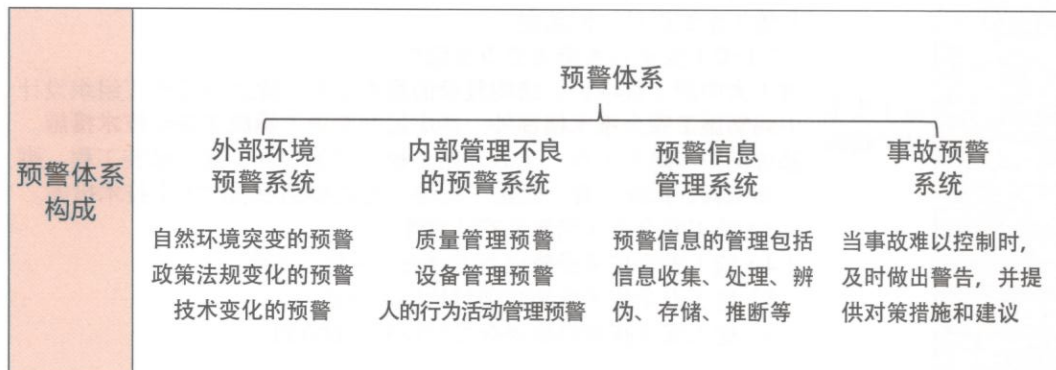 预警体系
构成
预警体系
外部环境
预警系统
自然环境突变的预警
政策法规变化的预警
技术变化的预警
内部管理不良
的预警系统
质量管理预警
设备管理预警
人的行为活动管理预警
预警信息
管理系统
预警信息的管理包括
信息收集、处理、辨
伪、存储、推断等
事故预警
系统
当事故难以控制时，
及时做出警告，并提
供对策措施和建议